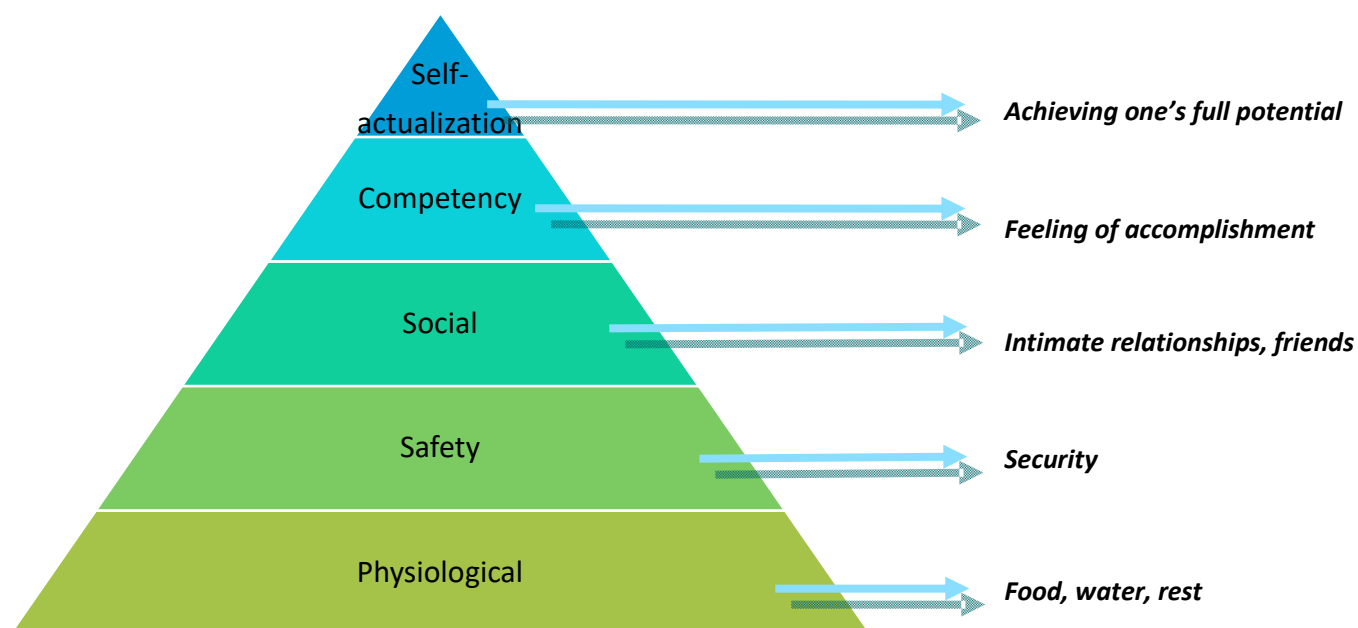 Self-
actualization
Achieving one’s full potential
Competency
Feeling of accomplishment
Social
Intimate relationships, friends
Safety
Security
Physiological
Food, water, rest